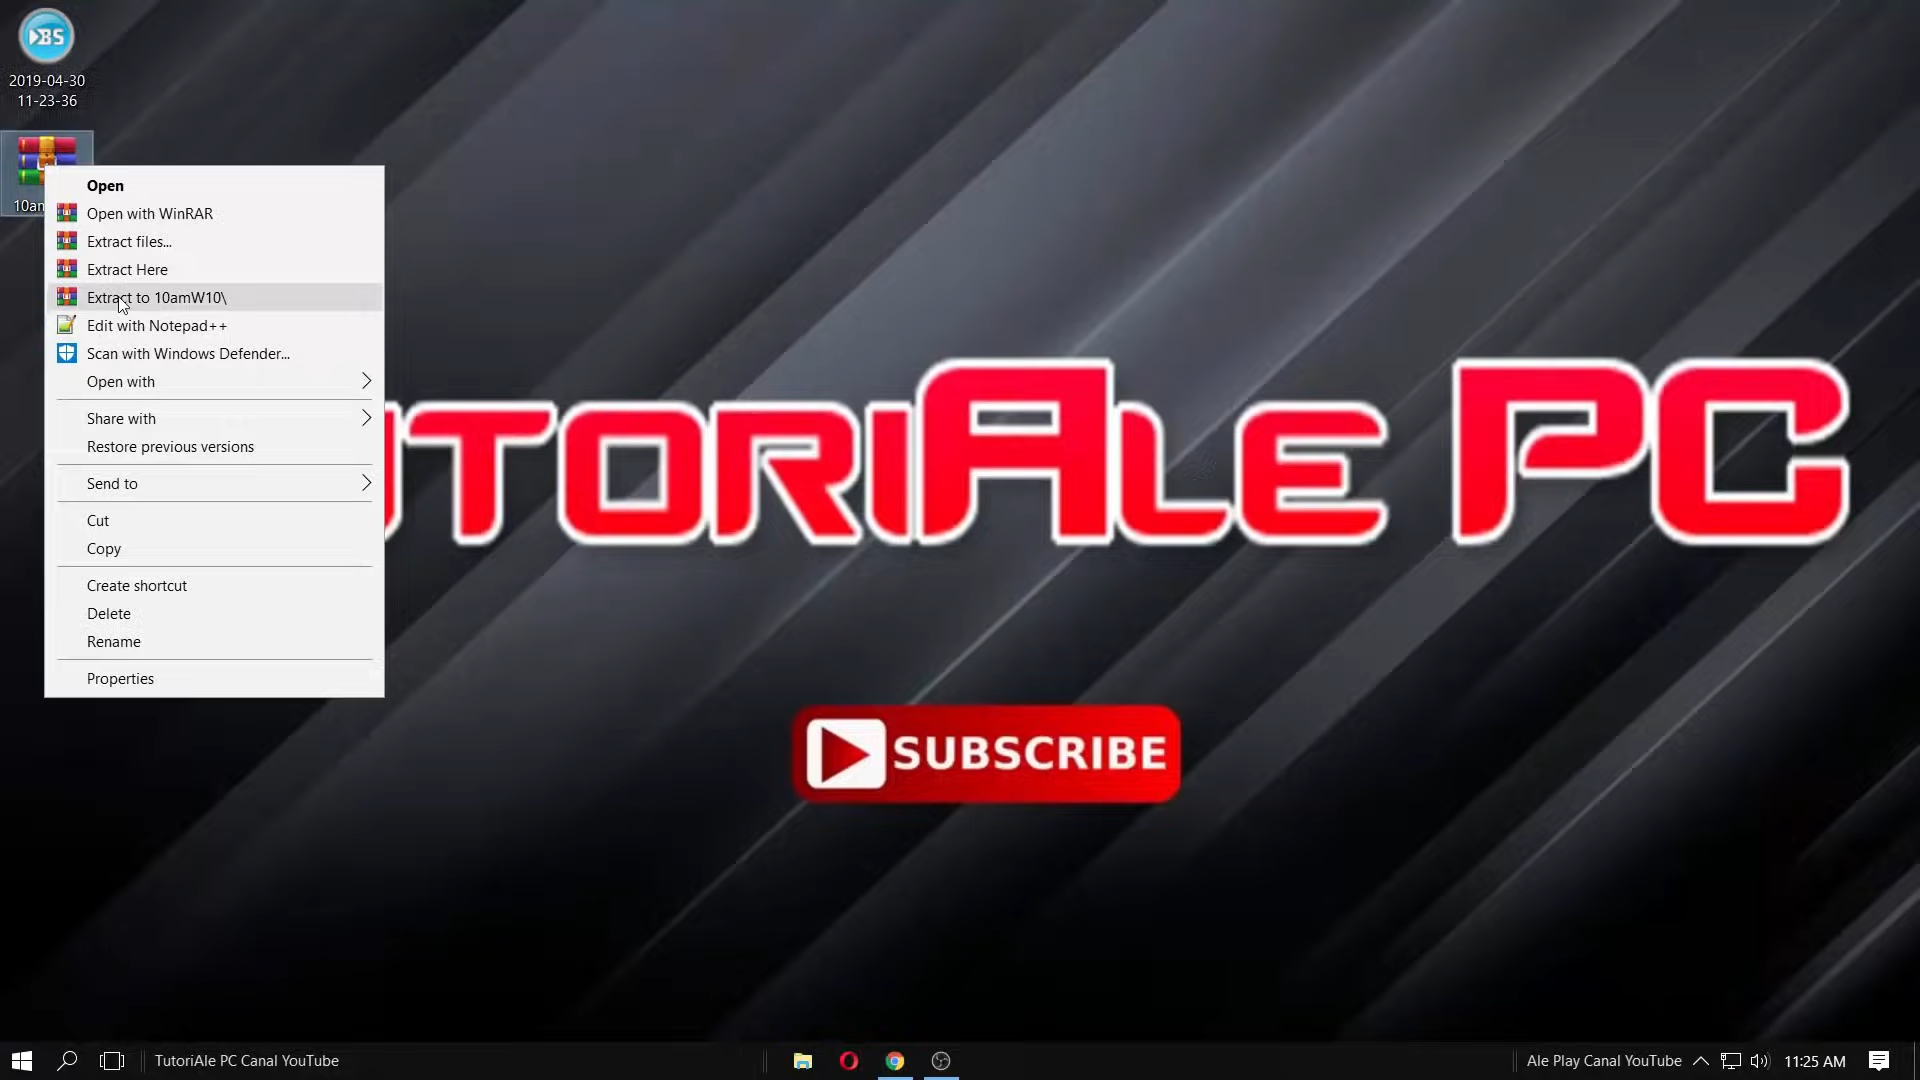 2019-04-30
11-23-36
10am
Open
Open with WinRAR
Extract files...
Extract Here
Extract to 10amW10\
Edit with Notepad++
Scan with Windows Defender...
Open with
Share with
Restore previous versions
Send to
Cut
Copy
Create shortcut
Delete
Rename
Properties
UTORIALE PC
SUBSCRIBE
TutoriAle PC Canal YouTube
Ale Play Canal YouTube
11:25 AM